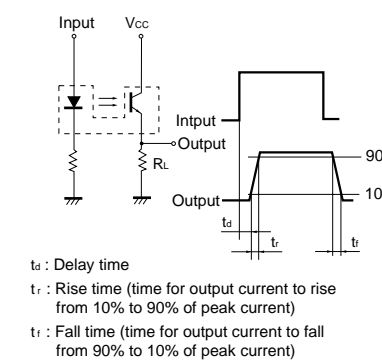 Input
Vcc
Intput
Output
RL
Output
90
10
td
tr
tf
td : Delay time
tr : Rise time (time for output current to rise
from 10% to 90% of peak current)
tf : Fall time (time for output current to fall
from 90% to 10% of peak current)